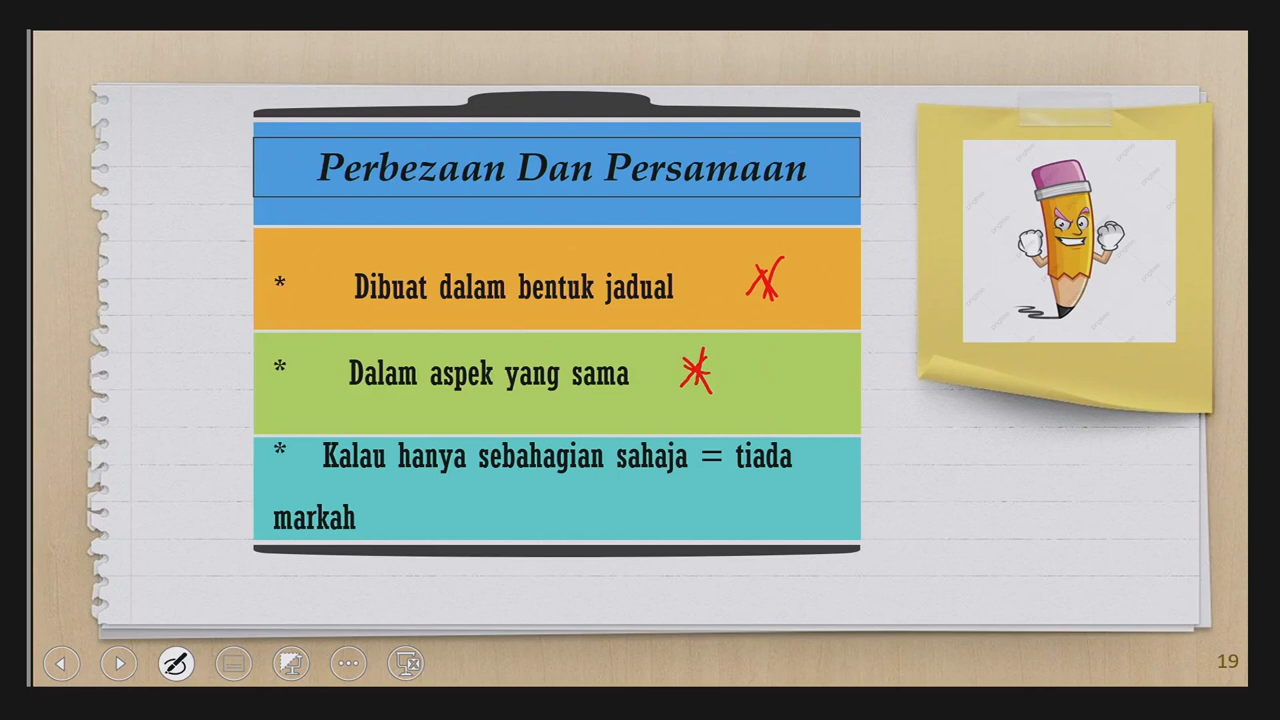 Perbezaan Dan Persamaan
* Dibuat dalam bentuk jadual
* Dalam aspek yang sama
* Kalau hanya sebahagian sahaja = tiada
markah
19